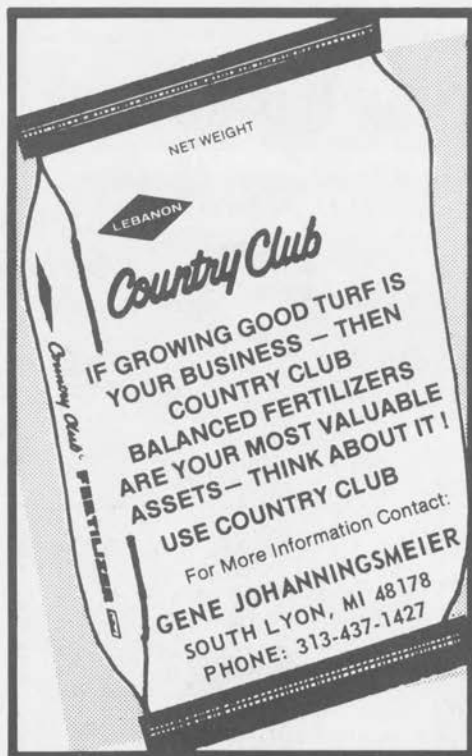 NET WEIGHT
LEBANON
Country Club
IF GROWING GOOD TURF IS
YOUR BUSINESS — THEN
COUNTRY CLUB
BALANCED FERTILIZERS
ARE YOUR MOST VALUABLE
ASSETS— THINK ABOUT IT !
USE COUNTRY CLUB
For More Information Contact:
GENE JOHANNINGSMEIER
SOUTH LYON, MI 48178
PHONE: 313-437-1427
Country Club FERTILIZER